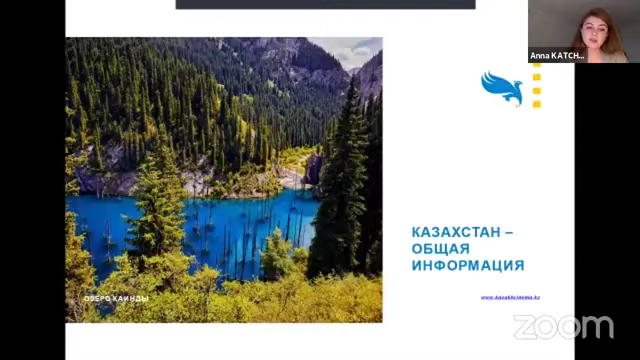 Anna KATCH...
КАЗАХСТАН –
ОБЩАЯ
ИНФОРМАЦИЯ
ОЗЕРО КАИНДЫ
www.kazakhcinema.kz
zoom